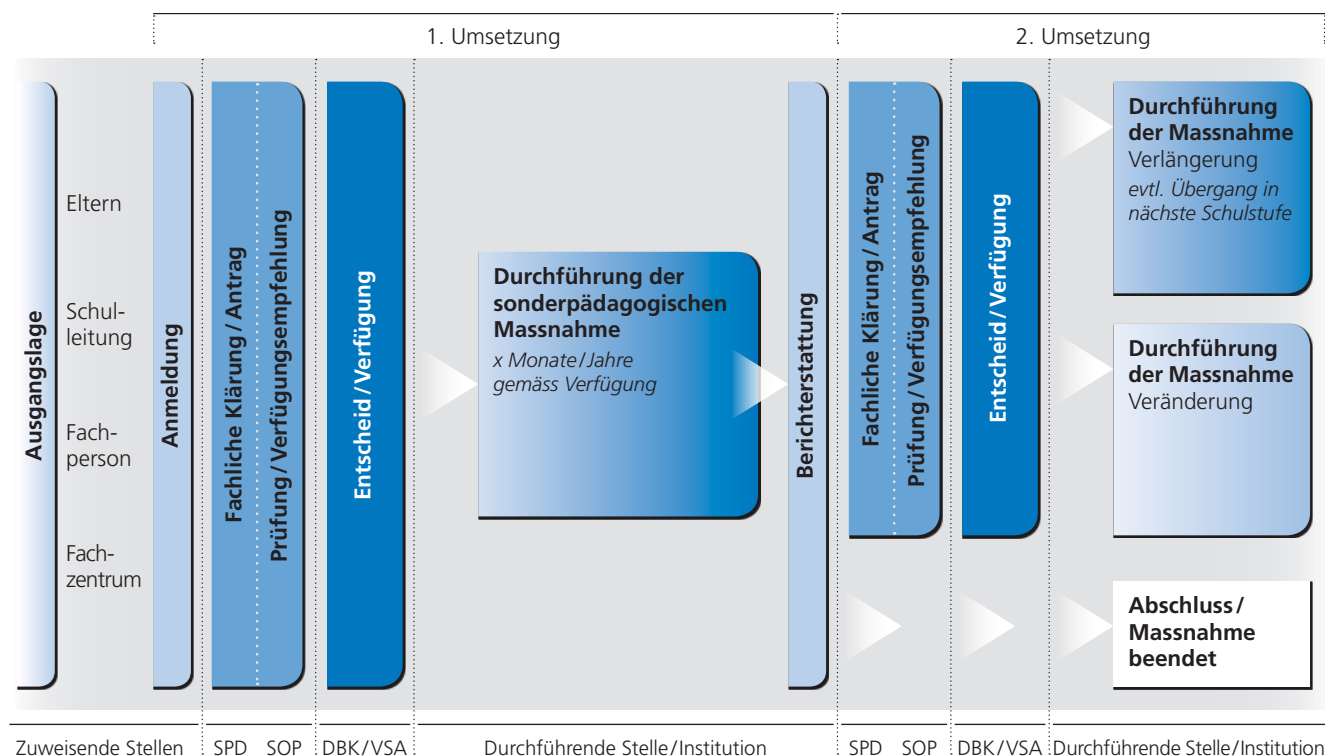 1. Umsetzung
2. Umsetzung
Ausgangslage
Eltern
Schul-
leitung
Fach-
person
Fach-
zentrum
Anmeldung
Fachliche Klärung / Antrag
Prüfung / Verfügungsempfehlung
Entscheid / Verfügung
Durchführung der
sonderpädagogischen
Massnahme
x Monate / Jahre
gemäss Verfügung
Berichterstattung
Fachliche Klärung / Antrag
Prüfung / Verfügungsempfehlung
Entscheid / Verfügung
Durchführung
der Massnahme
Verlängerung
evtl. Übergang in
nächste Schulstufe
Durchführung
der Massnahme
Veränderung
Abschluss /
Massnahme
beendet
Zuweisende Stellen
SPD
SOP
DBK / VSA
Durchführende Stelle / Institution
SPD
SOP
DBK / VSA
Durchführende Stelle / Institution